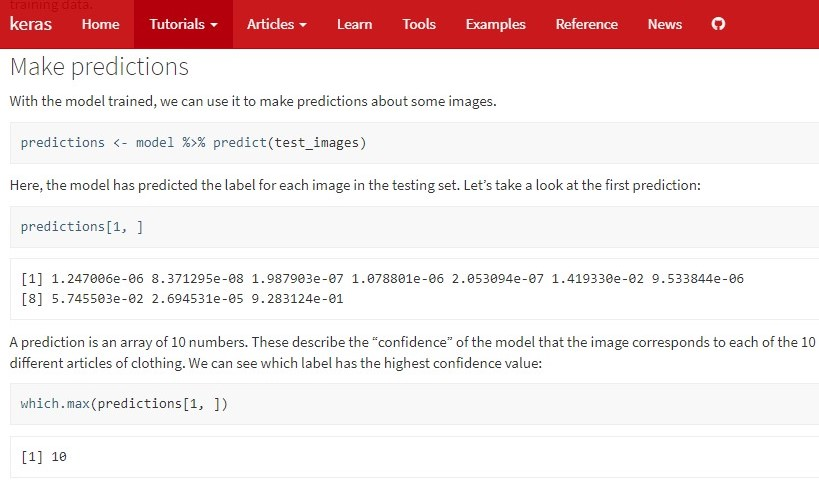 training data.
keras Home Tutorials Articles Learn Tools Examples Reference News
Make predictions
With the model trained, we can use it to make predictions about some images.
predictions <- model %>% predict(test_images)
Here, the model has predicted the label for each image in the testing set. Let’s take a look at the first prediction:
predictions[1, ]
[1] 1.247006e-06 8.371295e-08 1.987903e-07 1.078801e-06 2.053094e-07 1.419330e-02 9.533844e-06
[8] 5.745503e-02 2.694531e-05 9.283124e-01
A prediction is an array of 10 numbers. These describe the “confidence” of the model that the image corresponds to each of the 10
different articles of clothing. We can see which label has the highest confidence value:
which.max(predictions[1, ])
[1] 10